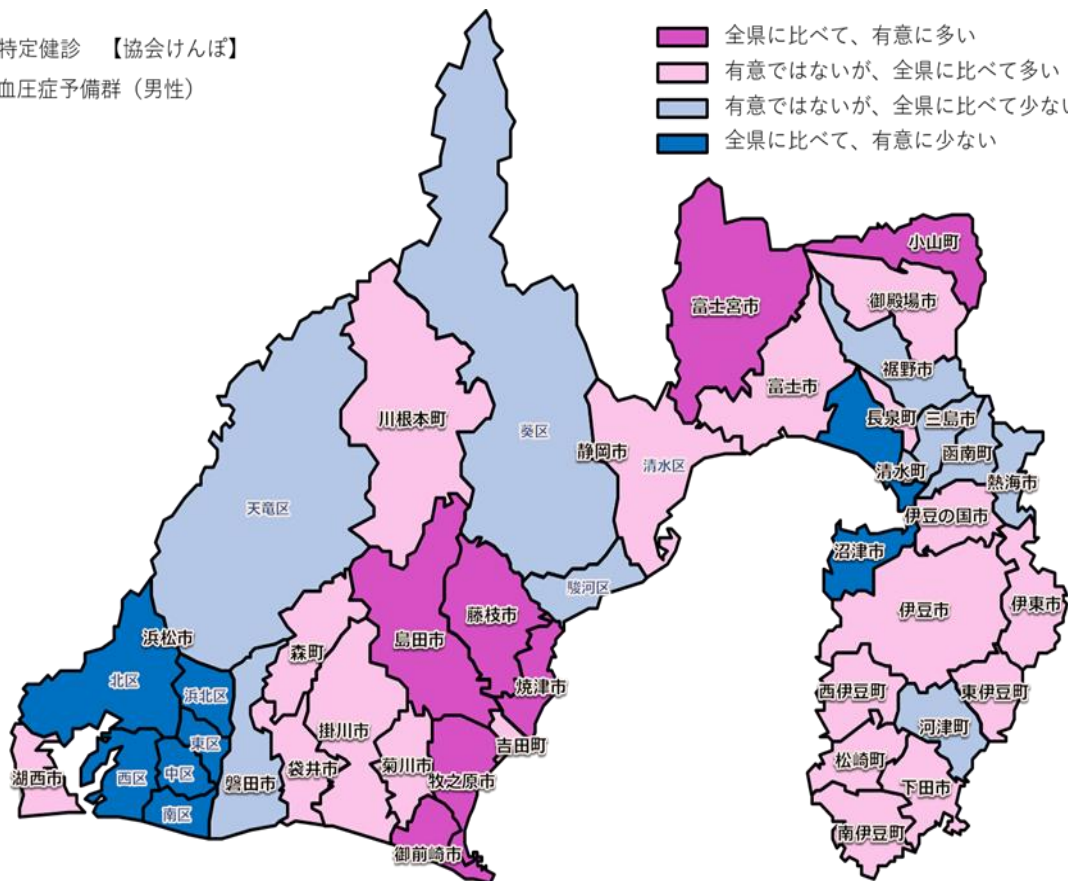 特定健診 【協会けんぽ】
血圧症予備群（男性）
全県に比べて、有意に多い
有意ではないが、全県に比べて多い
有意ではないが、全県に比べて少ない
全県に比べて、有意に少ない
小山町
御殿場市
富士宮市
裾野市
富士市
長泉町
三島市
川根本町
葵区
静岡市
清水区
函南町
清水町
熱海市
天竜区
伊豆の国市
沼津市
駿河区
藤枝市
伊豆市
伊東市
浜松市
島田市
森町
北区
浜北区
焼津市
西伊豆町
東伊豆町
河津町
掛川市
東区
吉田町
湖西市
西区
中区
磐田市
袋井市
菊川市
牧之原市
松崎町
下田市
南区
南伊豆町
御前崎市